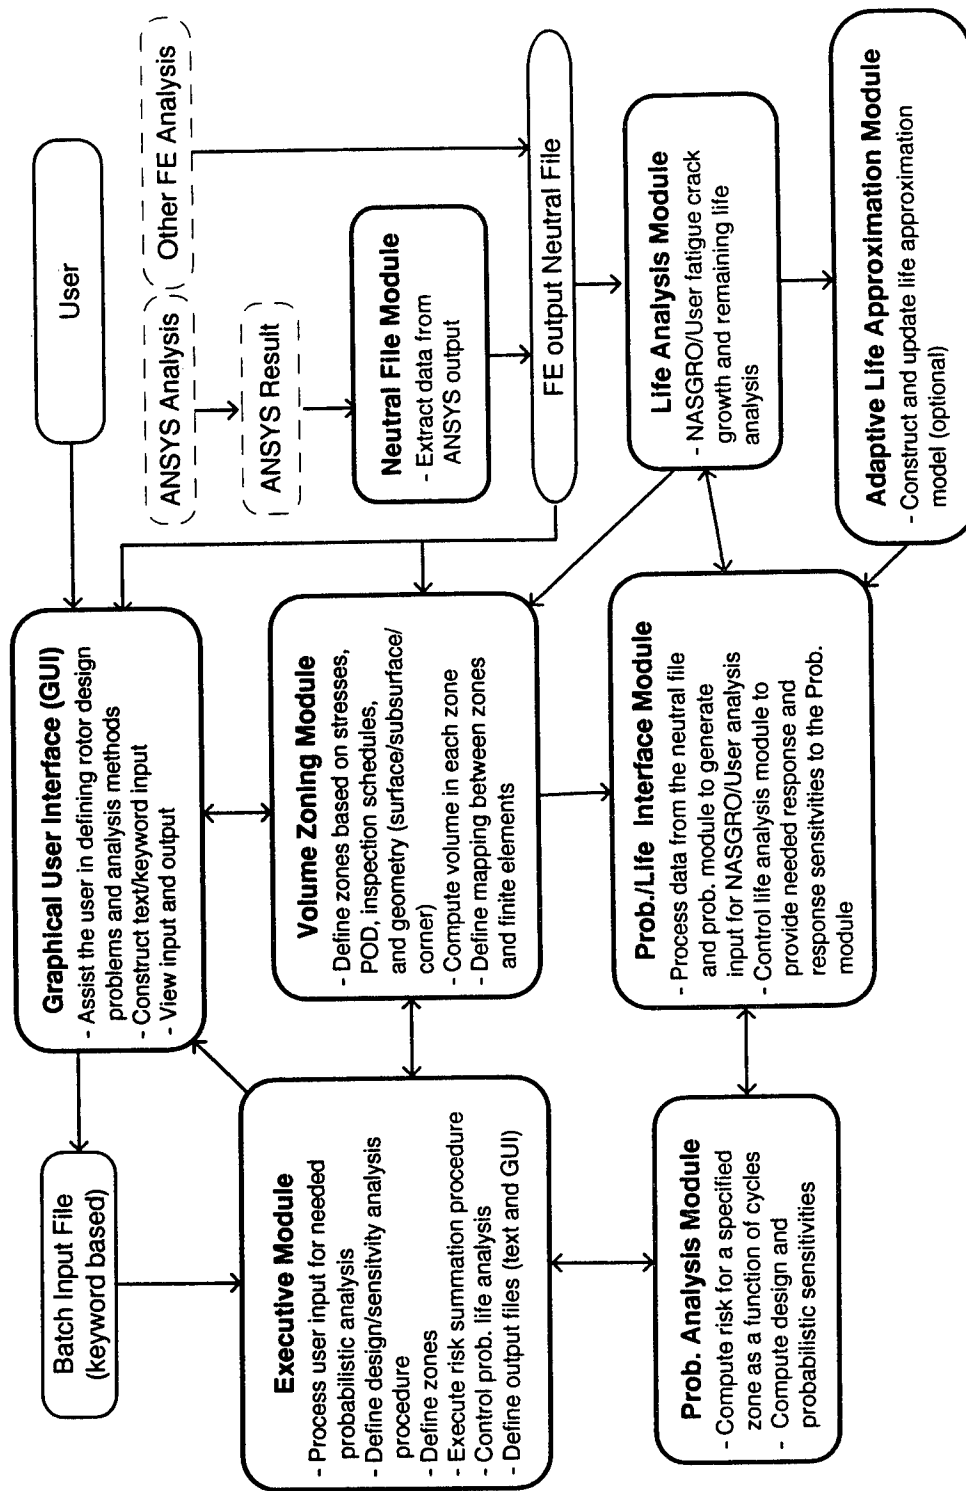 Batch Input File
(keyword based)
Graphical User Interface (GUI)
- Assist the user in defining rotor design
problems and analysis methods
- Construct text/keyword input
- View input and output
User
Executive Module
- Process user input for needed
probabilistic analysis
- Define design/sensitivity analysis
procedure
- Define zones
- Execute risk summation procedure
- Control prob. life analysis
- Define output files (text and GUI)
Volume Zoning Module
- Define zones based on stresses,
POD, inspection schedules,
and geometry (surface/subsurface/
corner)
- Compute volume in each zone
- Define mapping between zones
and finite elements
ANSYS Analysis
Other FE Analysis
ANSYS Result
Neutral File Module
- Extract data from
ANSYS output
FE output Neutral File
Prob. Analysis Module
- Compute risk for a specified
zone as a function of cycles
- Compute design and
probabilistic sensitivities
Prob./Life Interface Module
- Process data from the neutral file
and prob. module to generate
input for NASGRO/User analysis
- Control life analysis module to
provide needed response and
response sensitvities to the Prob.
module
Life Analysis Module
- NASGRO/User fatigue crack
growth and remaining life
analysis
Adaptive Life Approximation Module
- Construct and update life approximation
model (optional)